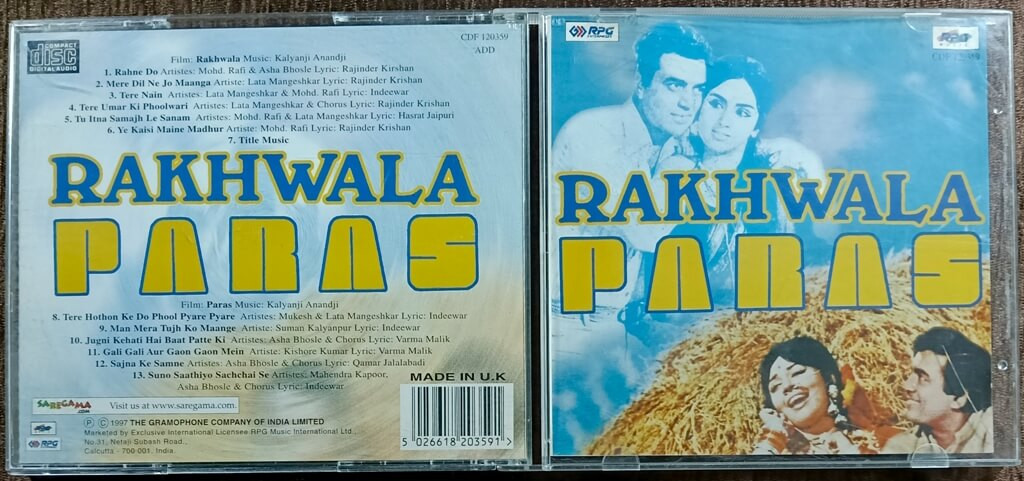 COMPACT
disc
DIGITAL AUDIO
CDF 120359
ADD
Film: Rakhwala Music: Kalyanji Anandji
1. Rahne Do Artistes: Mohd. Rafi & Asha Bhosle Lyric: Rajinder Kirshan
2. Mere Dil Ne Jo Maanga Artiste: Lata Mangeshkar Lyric: Rajinder Krishan
3. Tere Nain Artistes: Lata Mangeshkar & Mohd. Rafi Lyric: Indeewar
4. Tere Umar Ki Phoolwari Artistes: Lata Mangeshkar & Chorus Lyric: Rajinder Krishan
5. Tu Itna Samajh Le Sanam Artistes: Mohd. Rafi & Lata Mangeshkar Lyric: Hasrat Jaipuri
6. Ye Kaisi Maine Madhur Artiste: Mohd. Rafi Lyric: Rajinder Krishan
7. Title Music
RAKHWALA
PARAS
Film: Paras Music: Kalyanji Anandji
8. Tere Hothon Ke Do Phool Pyare Pyare Artistes: Mukesh & Lata Mangeshkar Lyric: Indeewar
9. Man Mera Tujh Ko Maange Artiste: Suman Kalyanpur Lyric: Indeewar
10. Jugni Kehati Hai Baat Patte Ki Artistes: Asha Bhosle & Chorus Lyric: Varma Malik
11. Gali Gali Aur Gaon Gaon Mein Artiste: Kishore Kumar Lyric: Varma Malik
12. Sajna Ke Samne Artistes: Asha Bhosle & Chorus Lyric: Qamar Jalalabadi
13. Suno Saathiyo Sachchai Se Artistes: Mahendra Kapoor,
Asha Bhosle & Chorus Lyric: Indeewar
MADE IN U.K
SAREGAMA.COM
Visit us at www.saregama.com.
Ⓟ Ⓒ 1997 THE GRAMOPHONE COMPANY OF INDIA LIMITED
Marketed by Exclusive International Licensee-RPG Music International Ltd.
No.31, Netaji Subash Road.,
Calcutta - 700 001. India.
RPG
5 026618 203591 >
RPG
RPG
RAKHWALA
PARAS